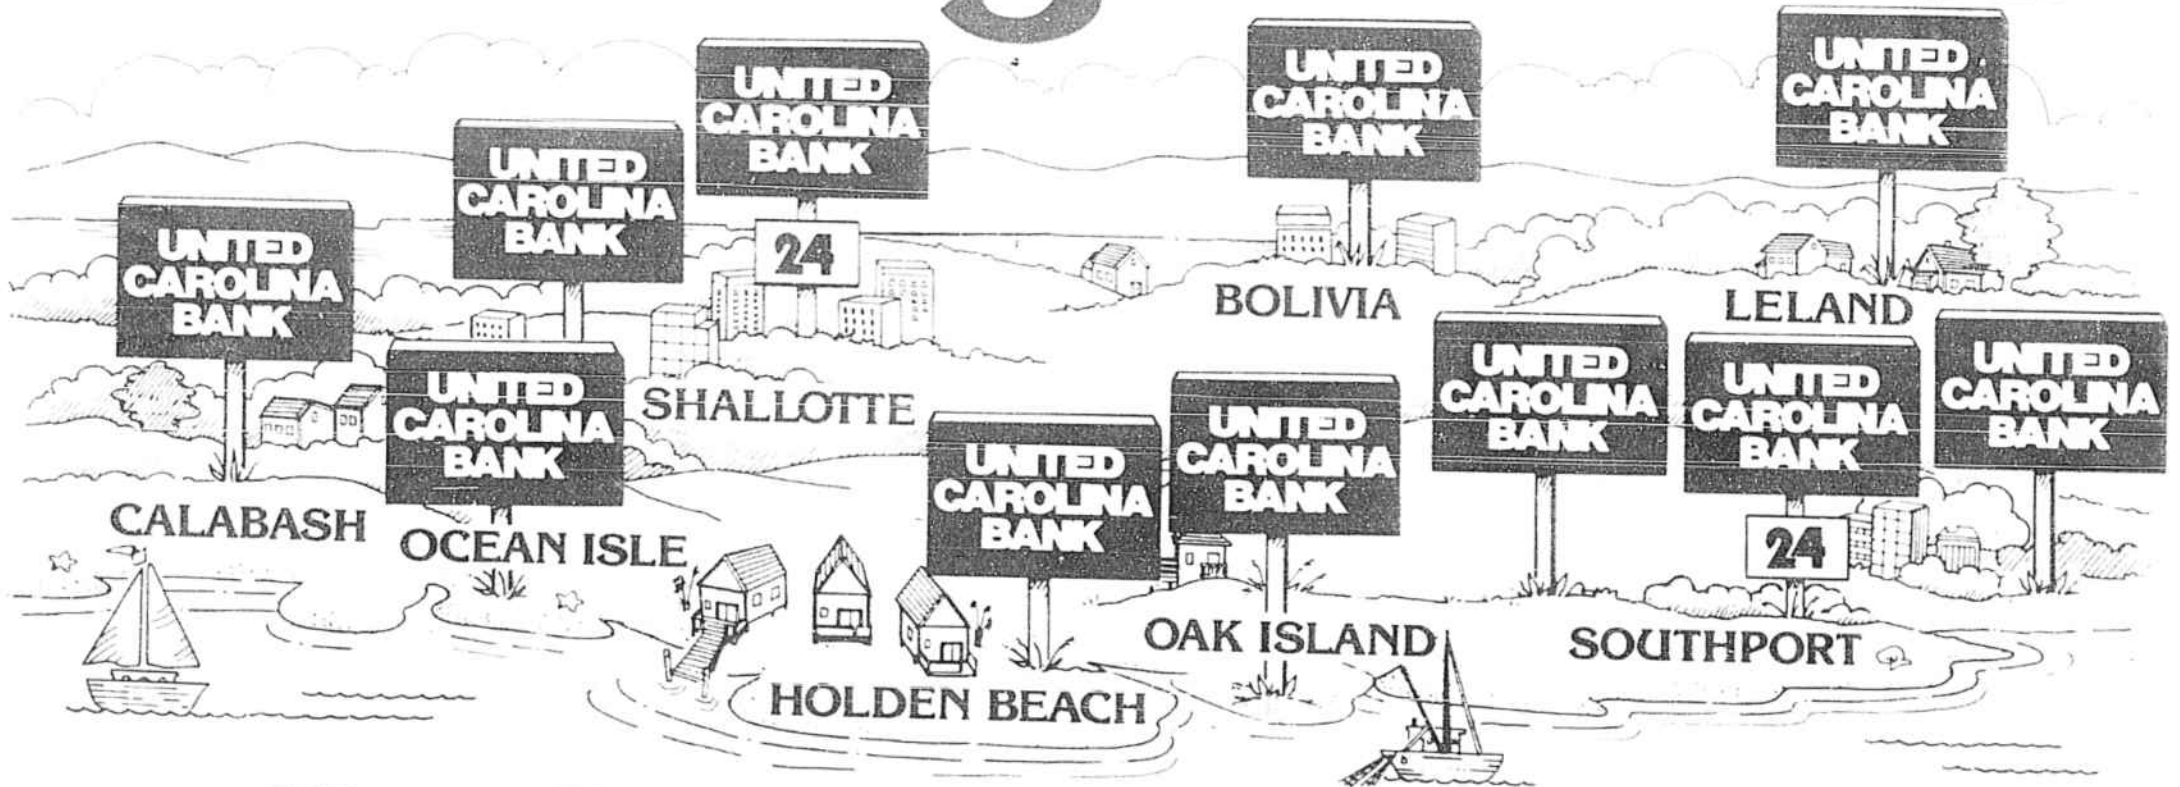 UNITED
CAROLINA
BANK
UNITED
CAROLINA
BANK
UNITED
CAROLINA
BANK
24
UNITED
CAROLINA
BANK
UNITED
CAROLINA
BANK
BOLIVIA
LELAND
UNITED
CAROLINA
BANK
SHALLOTTE
UNITED
CAROLINA
BANK
UNITED
CAROLINA
BANK
UNITED
CAROLINA
BANK
UNITED
CAROLINA
BANK
24
UNITED
CAROLINA
BANK
CALABASH
OCEAN ISLE
OAK ISLAND
SOUTHPORT
HOLDEN BEACH